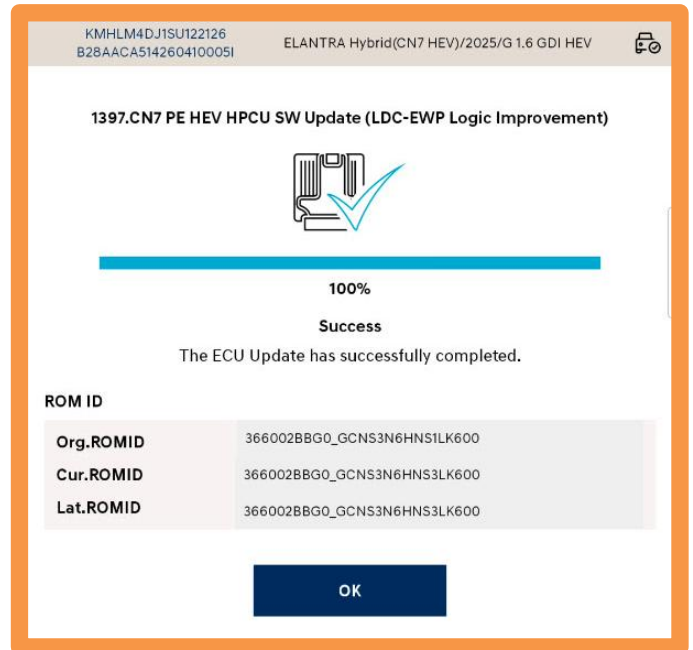 KMHLM4DJ1SU122126
B28AACA514260410005I
ELANTRA Hybrid(CN7 HEV)/2025/G 1.6 GDI HEV
1397.CN7 PE HEV HPCU SW Update (LDC-EWP Logic Improvement)
100%
Success
The ECU Update has successfully completed.
ROM ID
Org.ROMID 366002BBG0_GCNS3N6HNS1LK600
Cur.ROMID 366002BBG0_GCNS3N6HNS3LK600
Lat.ROMID 366002BBG0_GCNS3N6HNS3LK600
OK